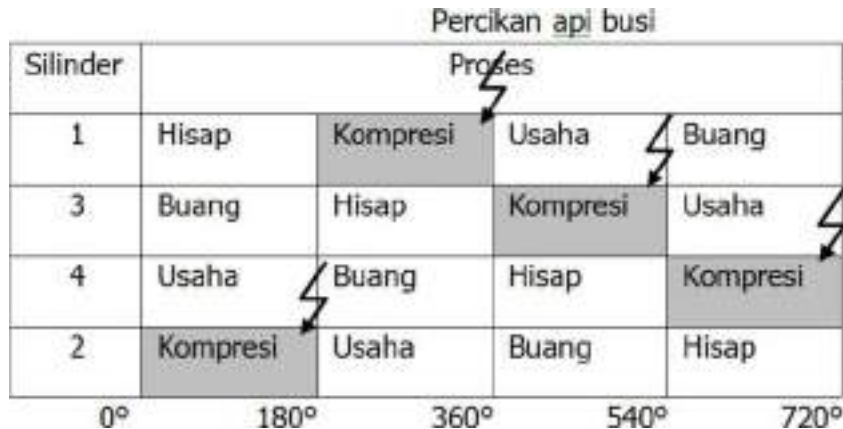 Percikan api busi
Silinder Proses
1 Hisap Kompresi Usaha Buang
3 Buang Hisap Kompresi Usaha
4 Usaha Buang Hisap Kompresi
2 Kompresi Usaha Buang Hisap
0° 180° 360° 540° 720°